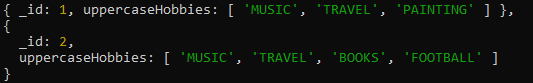 { _id: 1, uppercaseHobbies: [ 'MUSIC', 'TRAVEL', 'PAINTING' ] },
{
  _id: 2,
  uppercaseHobbies: [ 'MUSIC', 'TRAVEL', 'BOOKS', 'FOOTBALL' ]
}